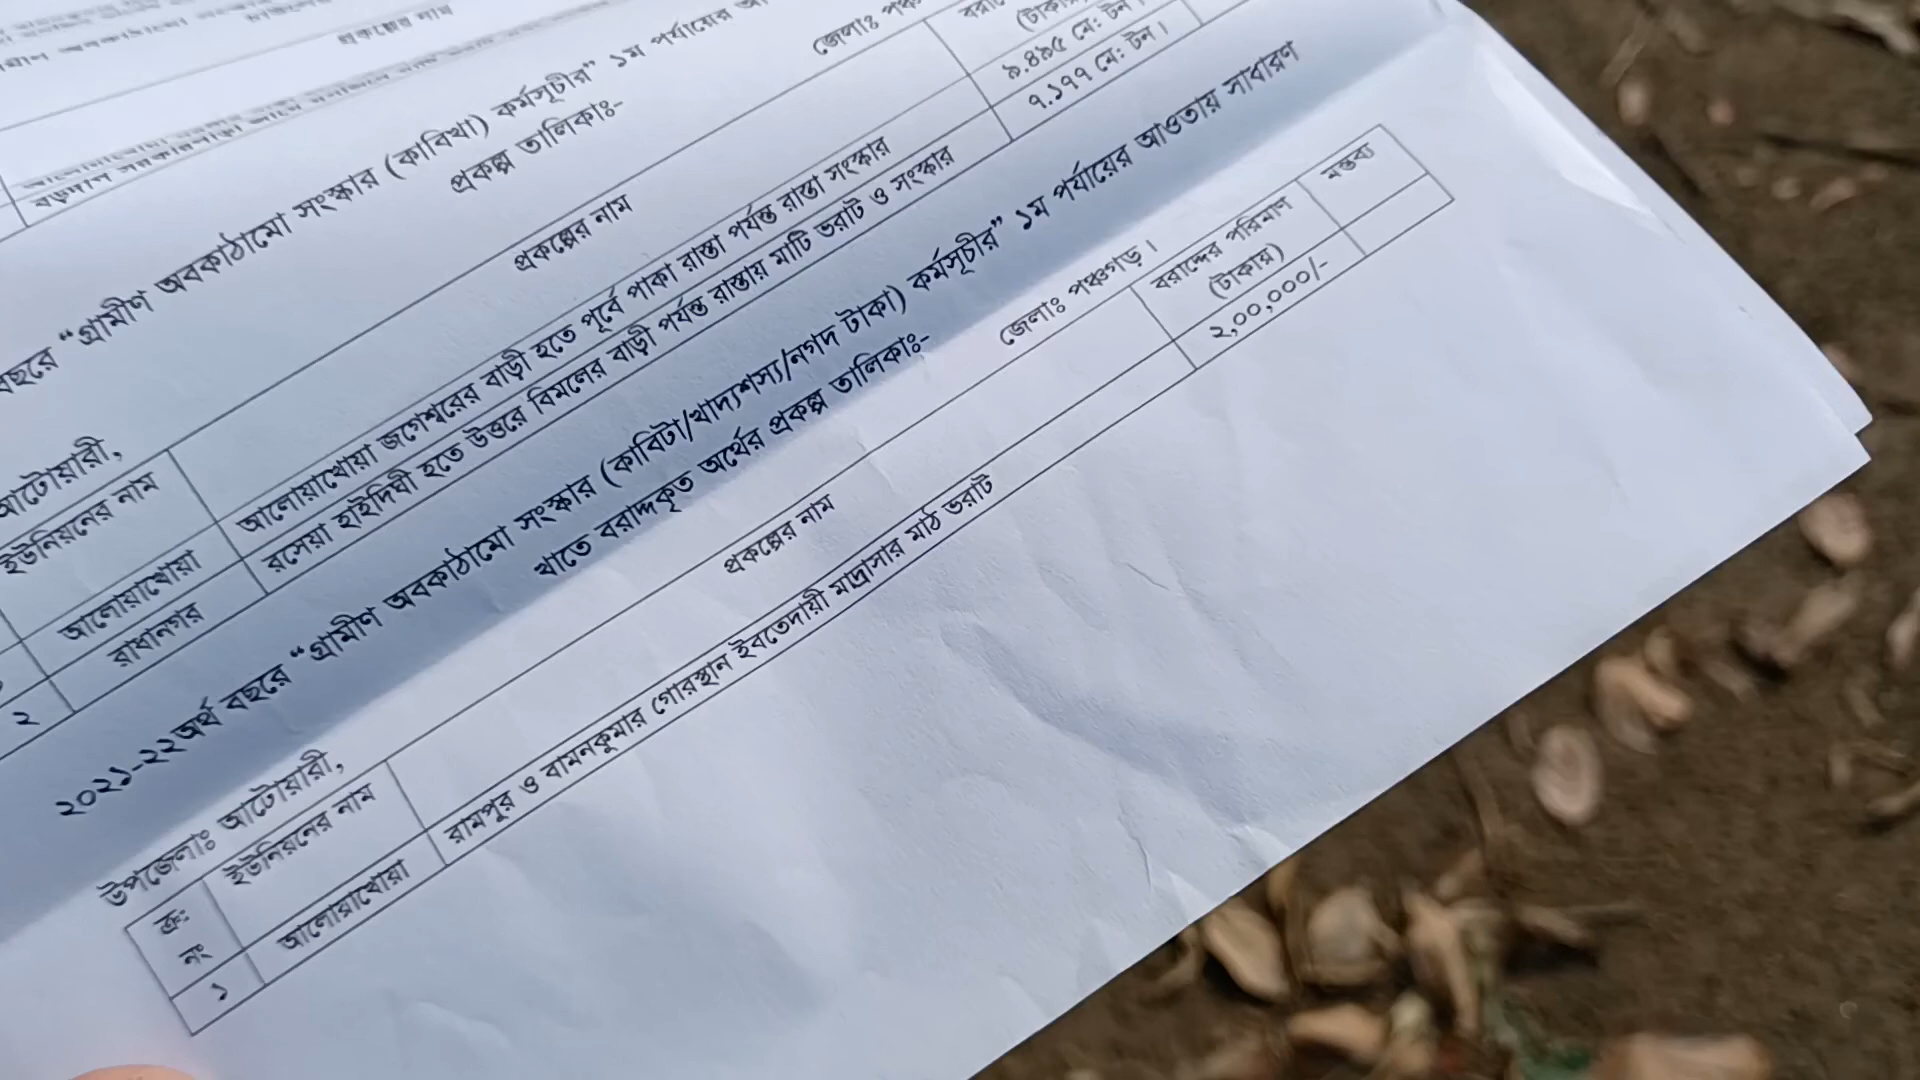 প্রকল্পের নাম
বছরে “গ্রামীণ অবকাঠামো সংস্কার (কাবিখা) কর্মসূচীর” ১ম পর্যায়ের
প্রকল্প তালিকাঃ-
আটোয়ারী, জেলাঃ
ইউনিয়নের নাম প্রকল্পের নাম
আলোয়াখোয়া আলোয়াখোয়া জগেশ্বরের বাড়ী হতে পূর্বে পাকা রাস্তা পর্যন্ত রাস্তা সংস্কার ৯.৪৯৫ মে: টন।
২ রাধানগর রসেয়া হাইদিঘী হতে উত্তরে বিমলের বাড়ী পর্যন্ত রাস্তায় মাটি ভরাট ও সংস্কার ৭.১৭৭ মে: টন।
২০২১-২২অর্থ বছরে “গ্রামীণ অবকাঠামো সংস্কার (কাবিটা/খাদ্যশস্য/নগদ টাকা) কর্মসূচীর” ১ম পর্যায়ের আওতায় সাধারণ
খাতে বরাদ্দকৃত অর্থের প্রকল্প তালিকাঃ-
উপজেলাঃ আটোয়ারী, জেলাঃ পঞ্চগড়।
ক্র: নং ইউনিয়নের নাম প্রকল্পের নাম বরাদ্দের পরিমাণ (টাকায়) মন্তব্য
১ আলোয়াখোয়া রামপুর ও বামনকুমার গোরস্থান ইবতেদায়ী মাদ্রাসার মাঠ ভরাট ২,০০,০০০/-